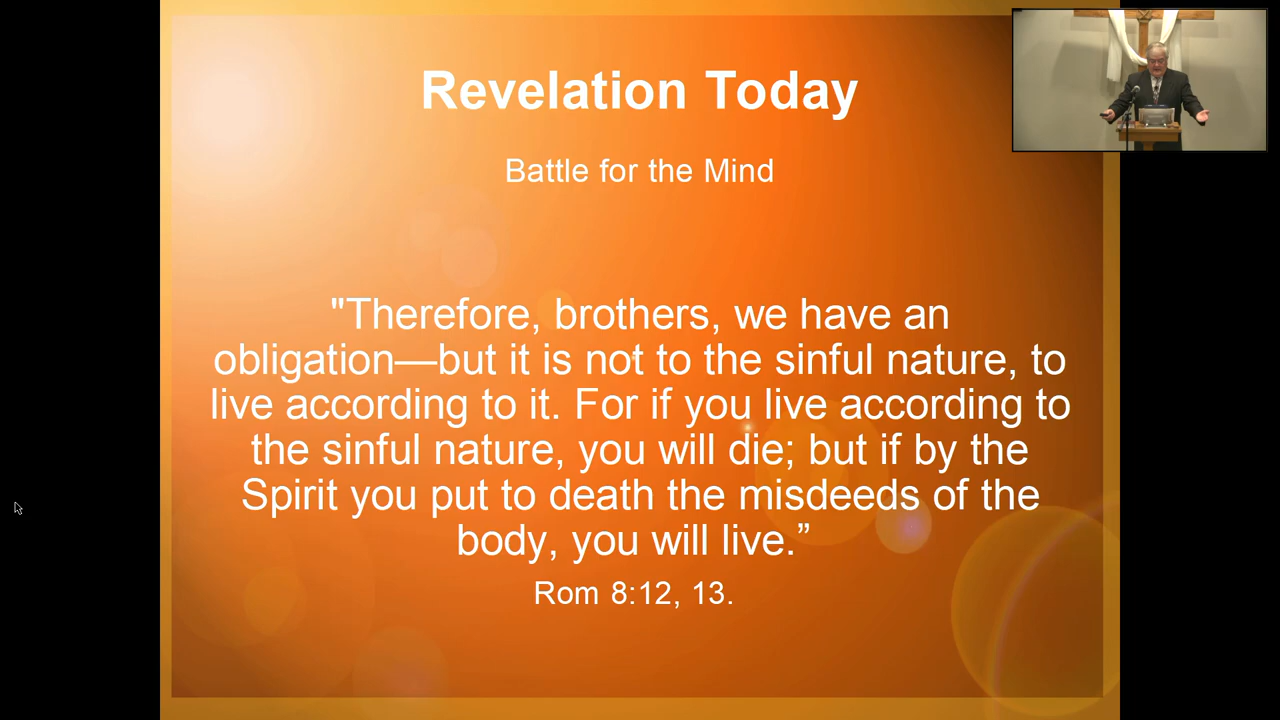 Revelation Today
Battle for the Mind
"Therefore, brothers, we have an
obligation—but it is not to the sinful nature, to
live according to it. For if you live according to
the sinful nature, you will die; but if by the
Spirit you put to death the misdeeds of the
body, you will live.”
Rom 8:12, 13.